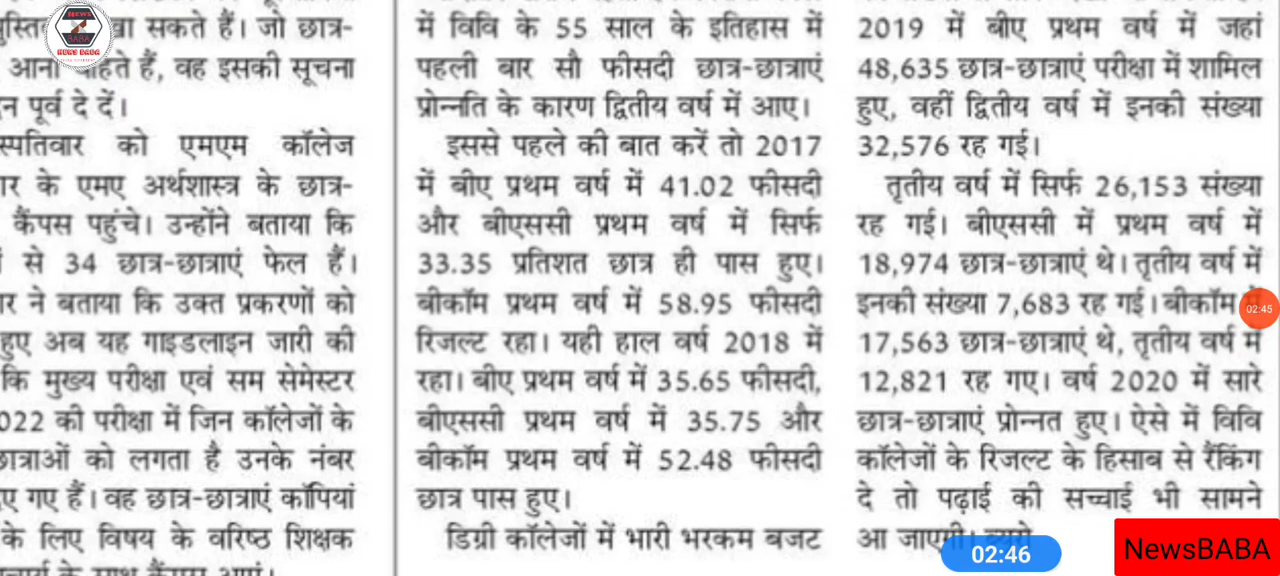 सकते हैं। जो छात्र-
आना चाहते हैं, वह इसकी सूचना
पूर्व दे दें।
को एमएम कॉलेज
के एमए अर्थशास्त्र के छात्र-
कैंपस पहुंचे। उन्होंने बताया कि
से 34 छात्र-छात्राएं फेल हैं।
ने बताया कि उक्त प्रकरणों को
हुए अब यह गाइडलाइन जारी की
कि मुख्य परीक्षा एवं सम सेमेस्टर
022 की परीक्षा में जिन कॉलेजों के
को लगता है उनके नंबर
गए हैं। वह छात्र-छात्राएं कॉपियां
के लिए विषय के वरिष्ठ शिक्षक
के साथ कैंपस आएं।
में विवि के 55 साल के इतिहास में
पहली बार सौ फीसदी छात्र-छात्राएं
प्रोन्नति के कारण द्वितीय वर्ष में आए।
इससे पहले की बात करें तो 2017
में बीए प्रथम वर्ष में 41.02 फीसदी
और बीएससी प्रथम वर्ष में सिर्फ
33.35 प्रतिशत छात्र ही पास हुए।
बीकॉम प्रथम वर्ष में 58.95 फीसदी
रिजल्ट रहा। यही हाल वर्ष 2018 में
रहा। बीए प्रथम वर्ष में 35.65 फीसदी,
बीएससी प्रथम वर्ष में 35.75 और
बीकॉम प्रथम वर्ष में 52.48 फीसदी
छात्र पास हुए।
डिग्री कॉलेजों में भारी भरकम बजट
2019 में बीए प्रथम वर्ष में जहां
48,635 छात्र-छात्राएं परीक्षा में शामिल
हुए, वहीं द्वितीय वर्ष में इनकी संख्या
32,576 रह गई।
तृतीय वर्ष में सिर्फ 26,153 संख्या
रह गई। बीएससी में प्रथम वर्ष में
18,974 छात्र-छात्राएं थे। तृतीय वर्ष में
इनकी संख्या 7,683 रह गई। बीकॉम में
17,563 छात्र-छात्राएं थे, तृतीय वर्ष में
12,821 रह गए। वर्ष 2020 में सारे
छात्र-छात्राएं प्रोन्नत हुए। ऐसे में विवि
कॉलेजों के रिजल्ट के हिसाब से रैंकिंग
दे तो पढ़ाई की सच्चाई भी सामने
आ जाएगी। ब्यूरो
NEWS BABA
02:45
02:46
NewsBABA